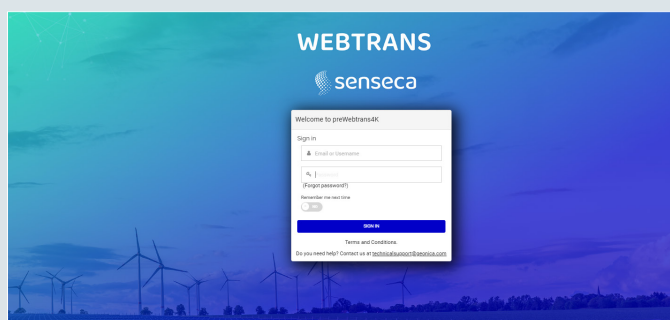 WEBTRANS
senseca
Welcome to preWebtrans4K
Sign in
Email or Username
(Forgot password?)
Remember me next time
SIGN IN
Terms and Conditions.
Do you need help? Contact us at technicalsupport@geonica.com